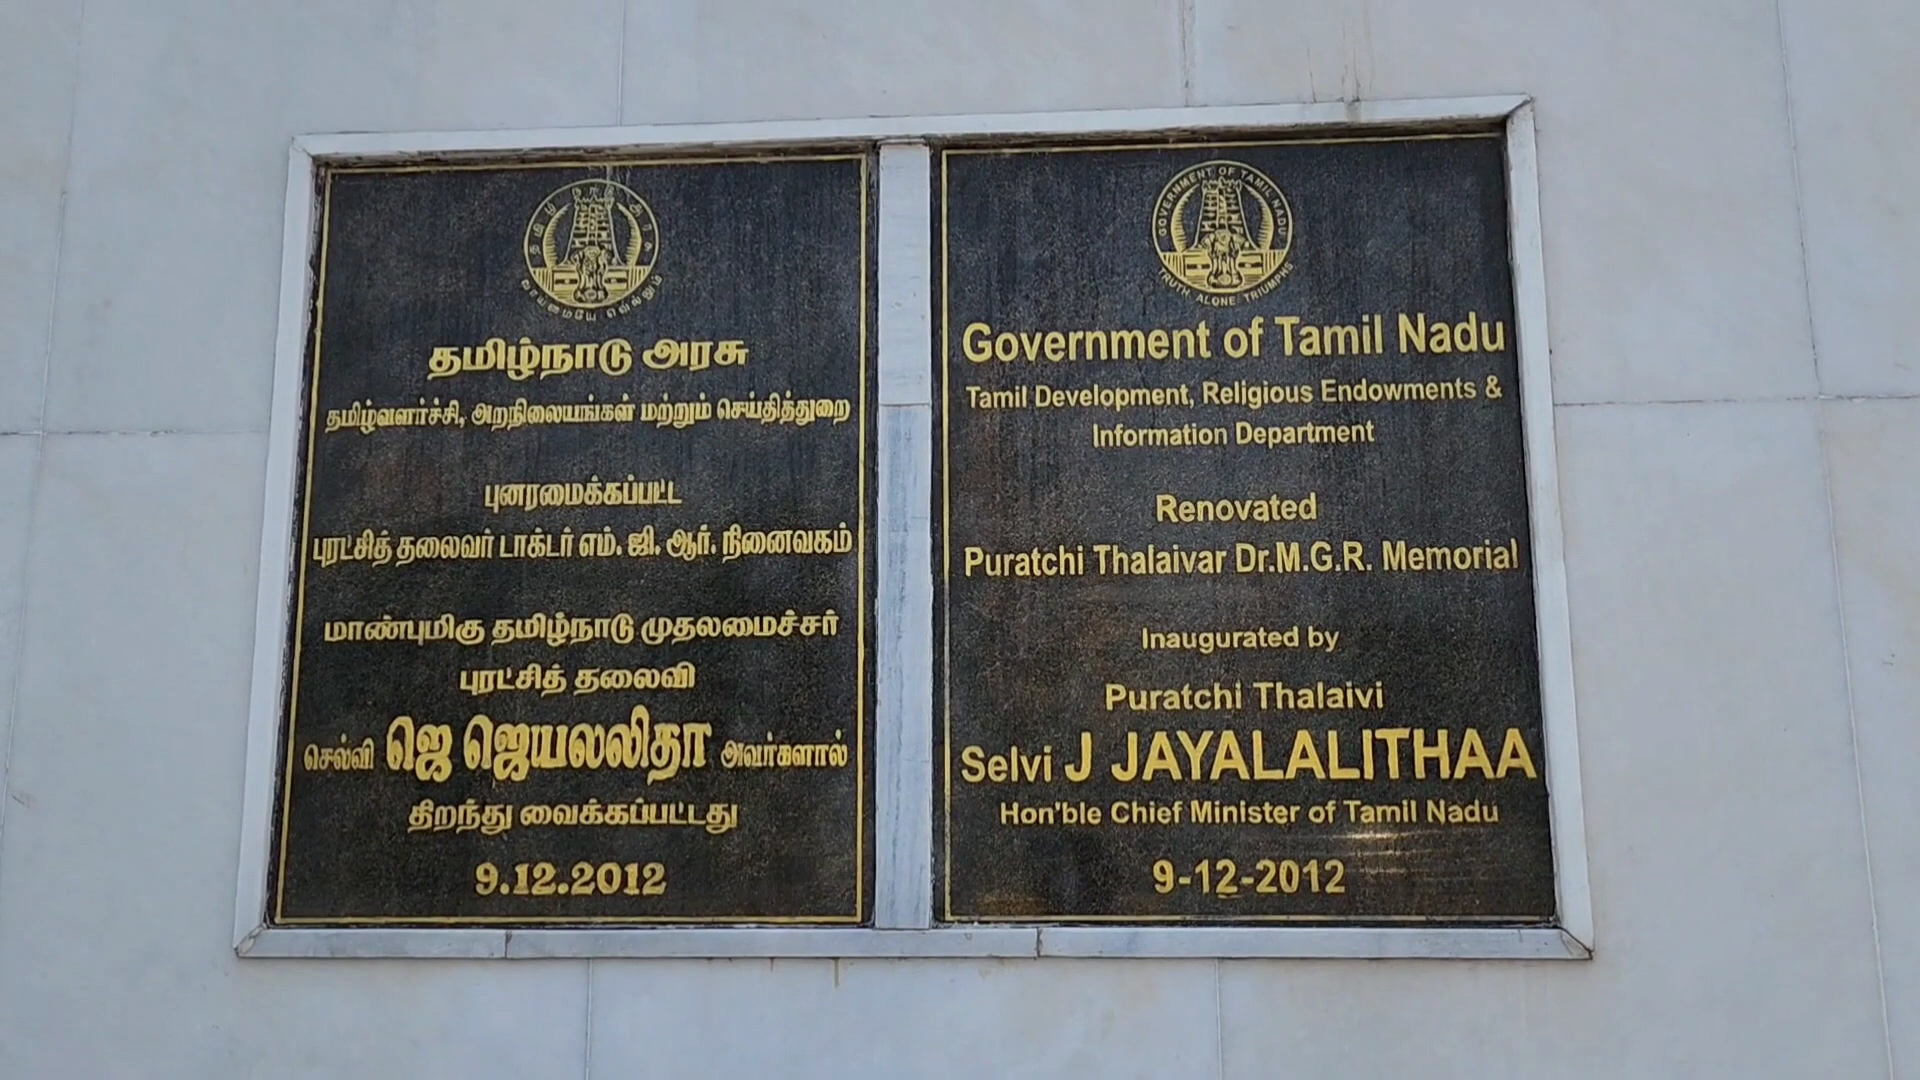 தமிழ்நாடு அரசு
வாய்மையே வெல்லும்
தமிழ்நாடு அரசு
தமிழ்வளர்ச்சி, அறநிலையங்கள் மற்றும் செய்தித்துறை
புனரமைக்கப்பட்ட
புரட்சித் தலைவர் டாக்டர் எம். ஜி. ஆர். நினைவகம்
மாண்புமிகு தமிழ்நாடு முதலமைச்சர்
புரட்சித் தலைவி
செல்வி ஜெ ஜெயலலிதா அவர்களால்
திறந்து வைக்கப்பட்டது
9.12.2012
GOVERNMENT OF TAMIL NADU
TRUTH ALONE TRIUMPHS
Government of Tamil Nadu
Tamil Development, Religious Endowments &
Information Department
Renovated
Puratchi Thalaivar Dr.M.G.R. Memorial
Inaugurated by
Puratchi Thalaivi
Selvi J JAYALALITHAA
Hon'ble Chief Minister of Tamil Nadu
9-12-2012